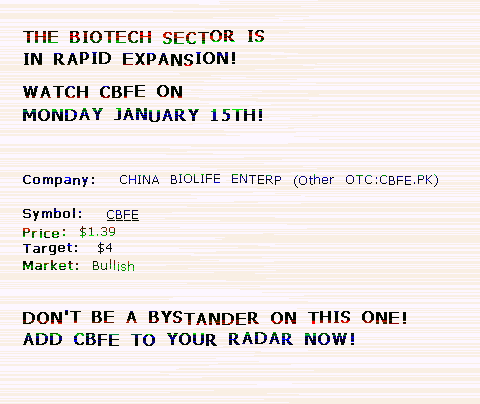 THE BIOTECH SECTOR IS
IN RAPID EXPANSION!
WATCH CBFE ON
MONDAY JANUARY 15TH!
Company: CHINA BIOLIFE ENTERP (Other OTC:CBFE.PK)
Symbol: CBFE
Price: $1.39
Target: $4
Market: Bullish
DON'T BE A BYSTANDER ON THIS ONE!
ADD CBFE TO YOUR RADAR NOW!